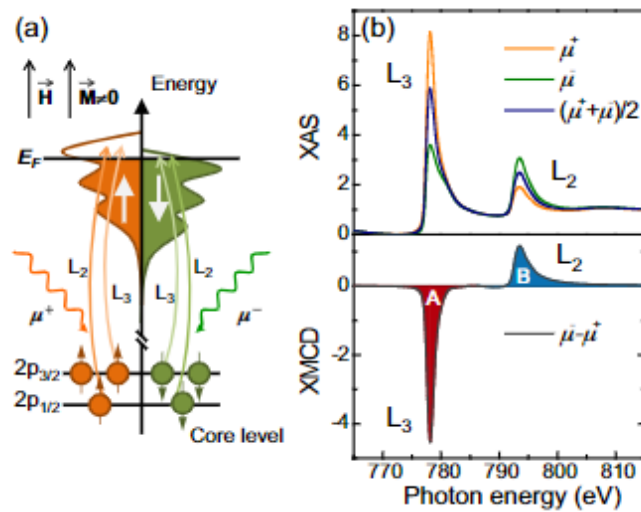 (a)
H M≠0
Energy
E_F
L2 L3 L3 L2
μ+ μ-
2p3/2
2p1/2
Core level
(b)
XAS
8
6
4
2
0
L3
μ+
μ-
(μ++μ-)/2
L2
XMCD
0
-2
-4
A
B
L2
μ-μ+
L3
770 780 790 800 810
Photon energy (eV)